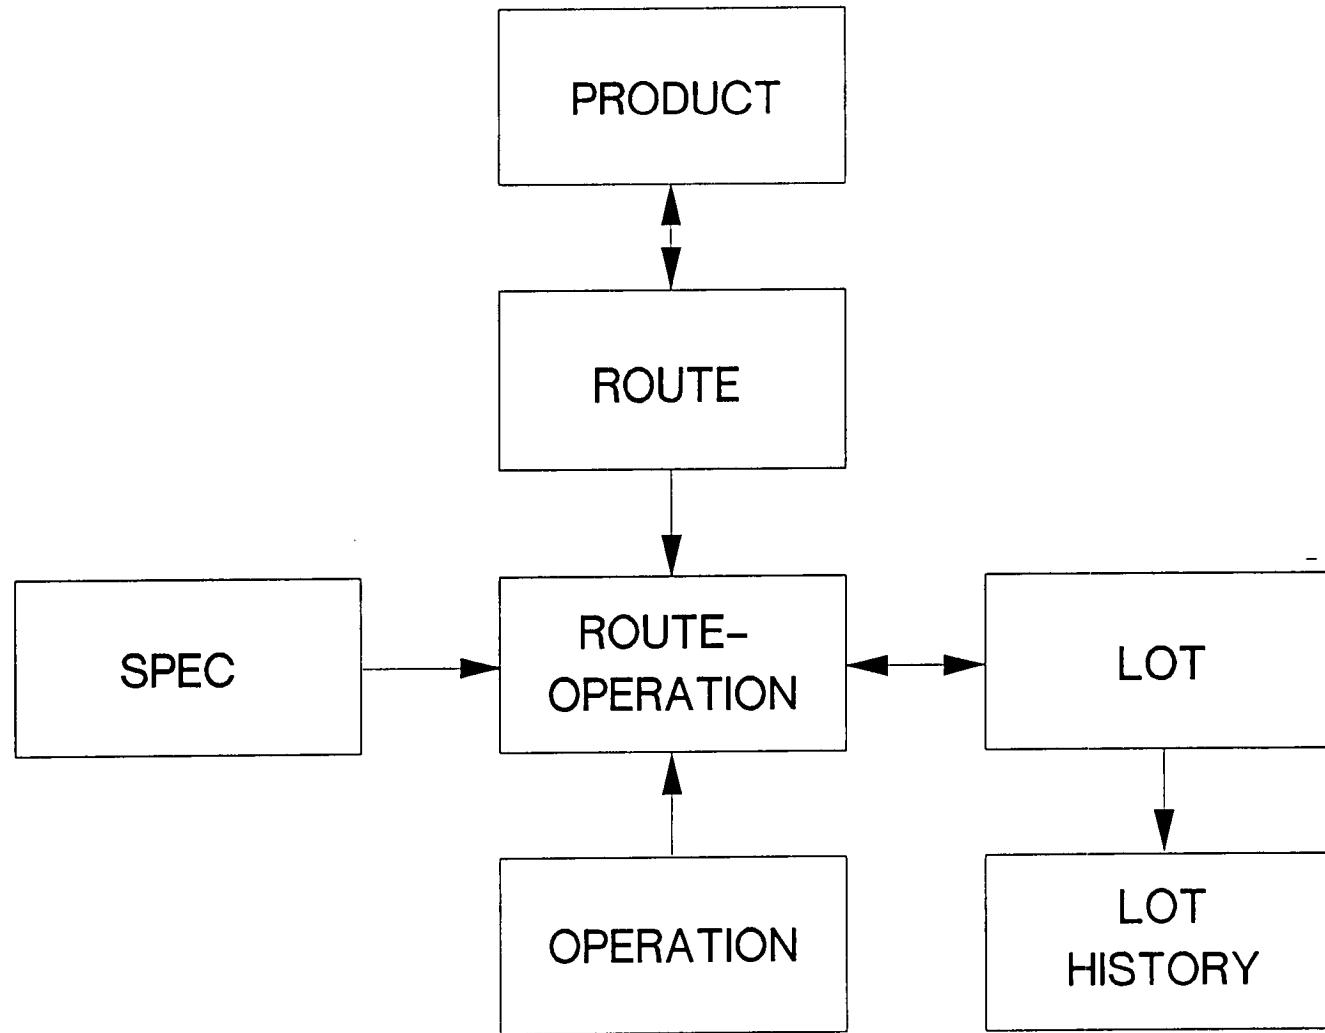 PRODUCT
ROUTE
SPEC
ROUTE-
OPERATION
LOT
OPERATION
LOT
HISTORY